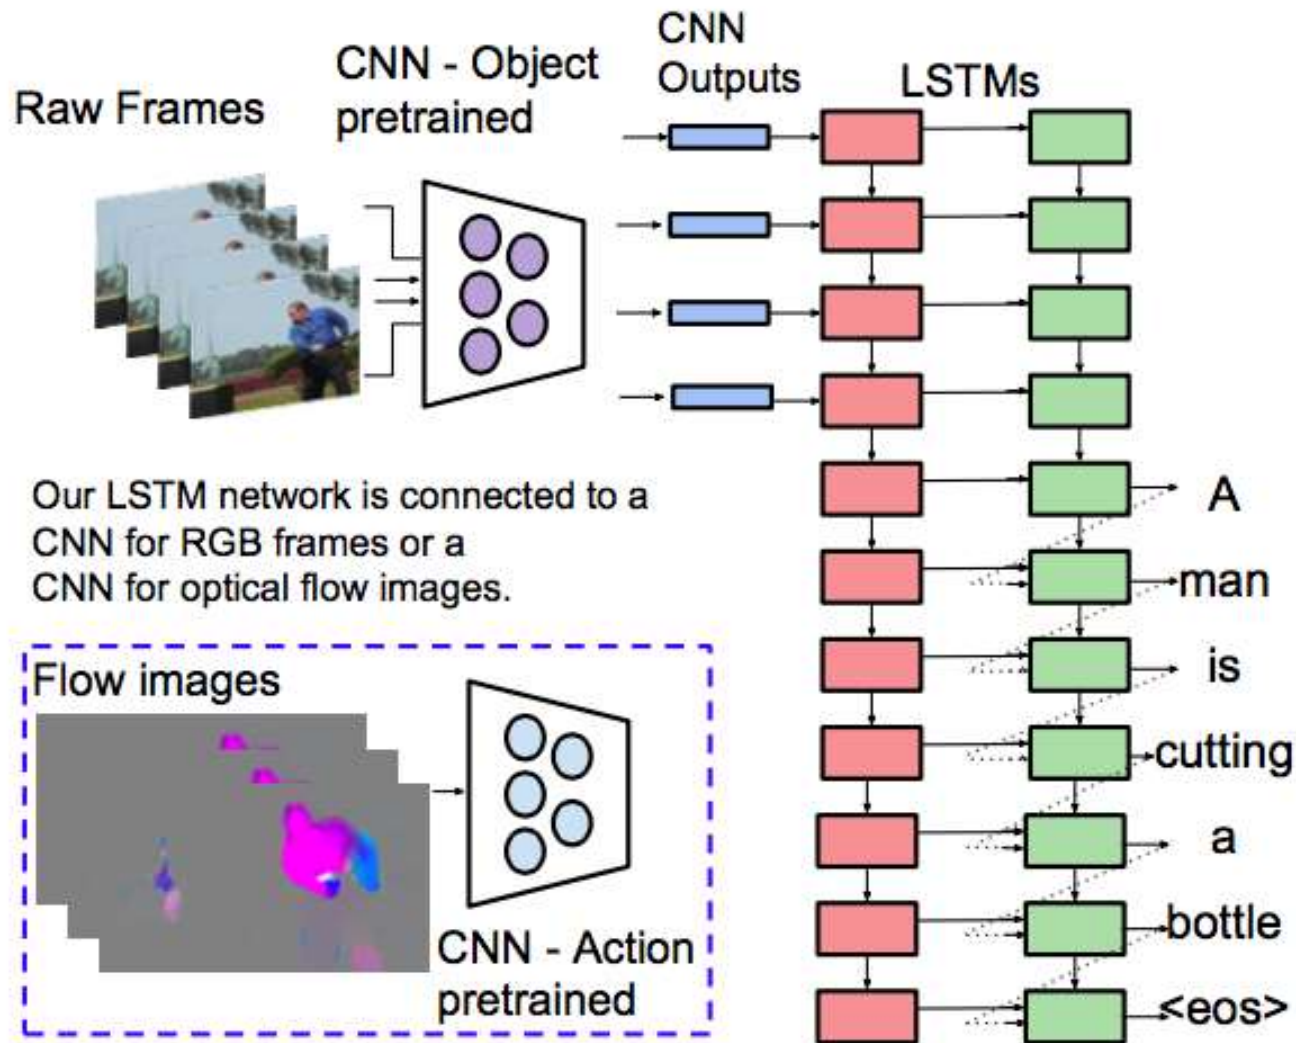 Raw Frames
CNN - Object
pretrained
CNN
Outputs
LSTMs
Our LSTM network is connected to a
CNN for RGB frames or a
CNN for optical flow images.
Flow images
CNN - Action
pretrained
A
man
is
cutting
a
bottle
<eos>